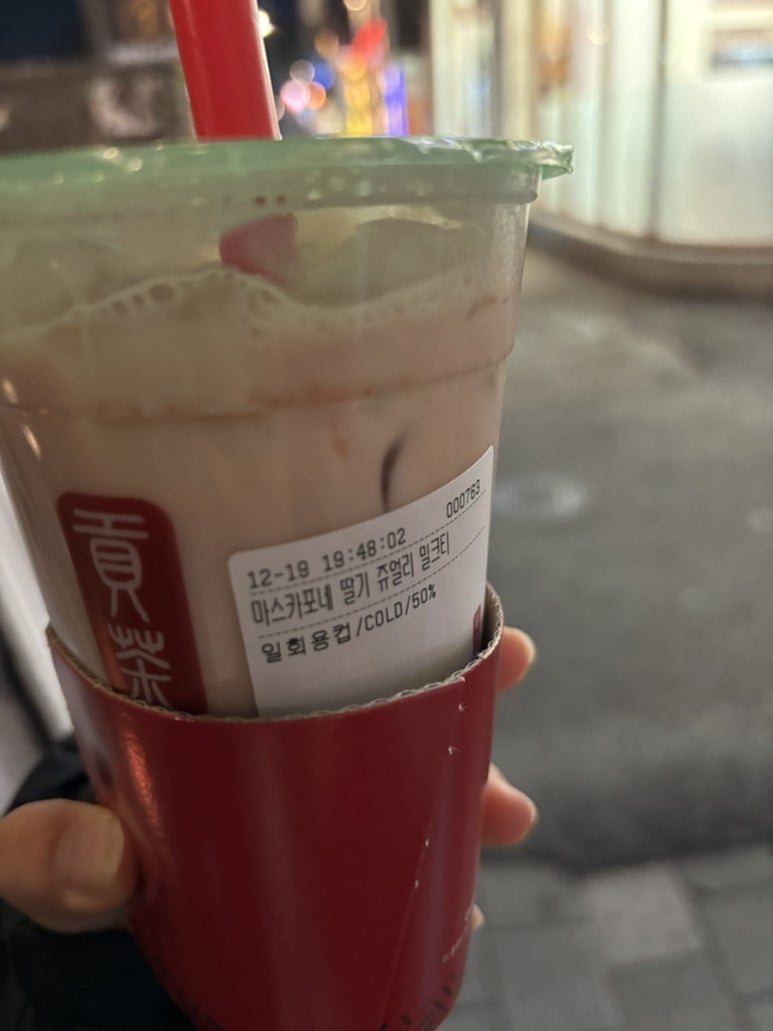 貢茶
12-19 19:48:02 000763
마스카포네 딸기 쥬얼리 밀크티
일회용컵/COLD/50%